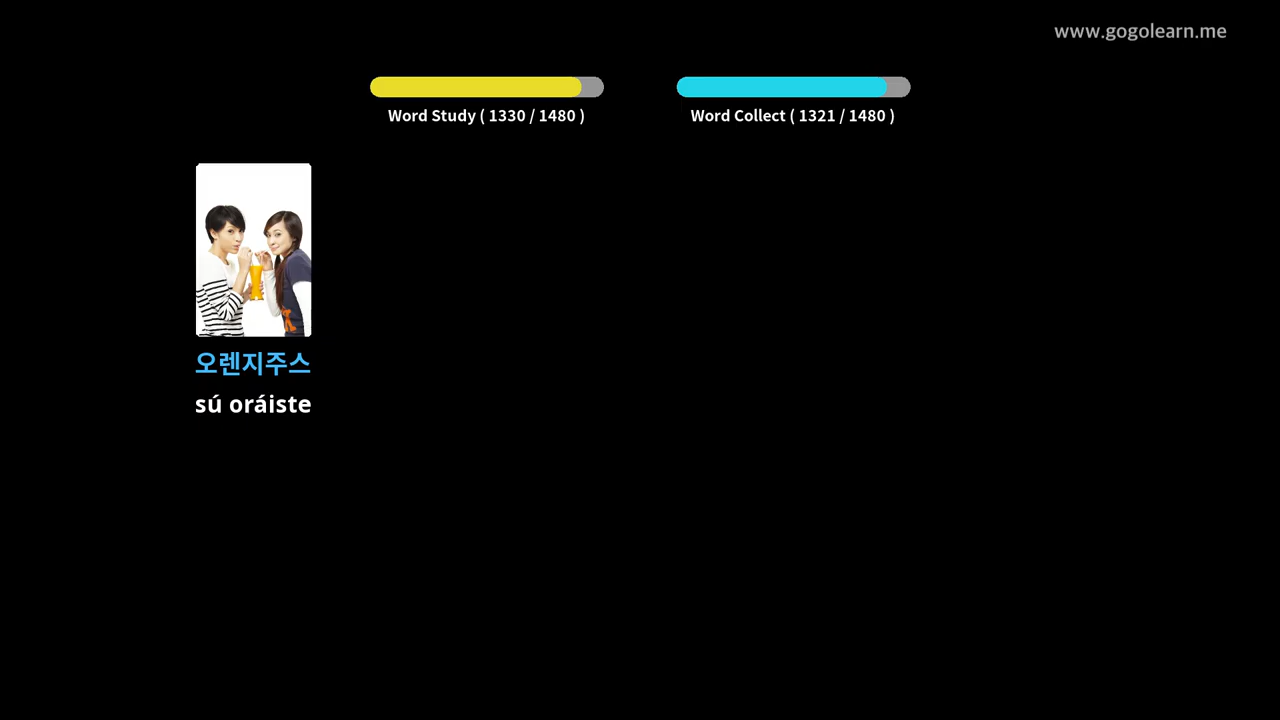 www.gogolearn.me
Word Study ( 1330 / 1480 )
Word Collect ( 1321 / 1480 )
오렌지주스
sú oráiste